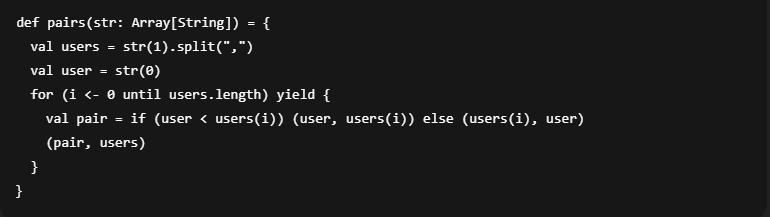 def pairs(str: Array[String]) = {
  val users = str(1).split(",")
  val user = str(0)
  for (i <- 0 until users.length) yield {
    val pair = if (user < users(i)) (user, users(i)) else (users(i), user)
    (pair, users)
  }
}